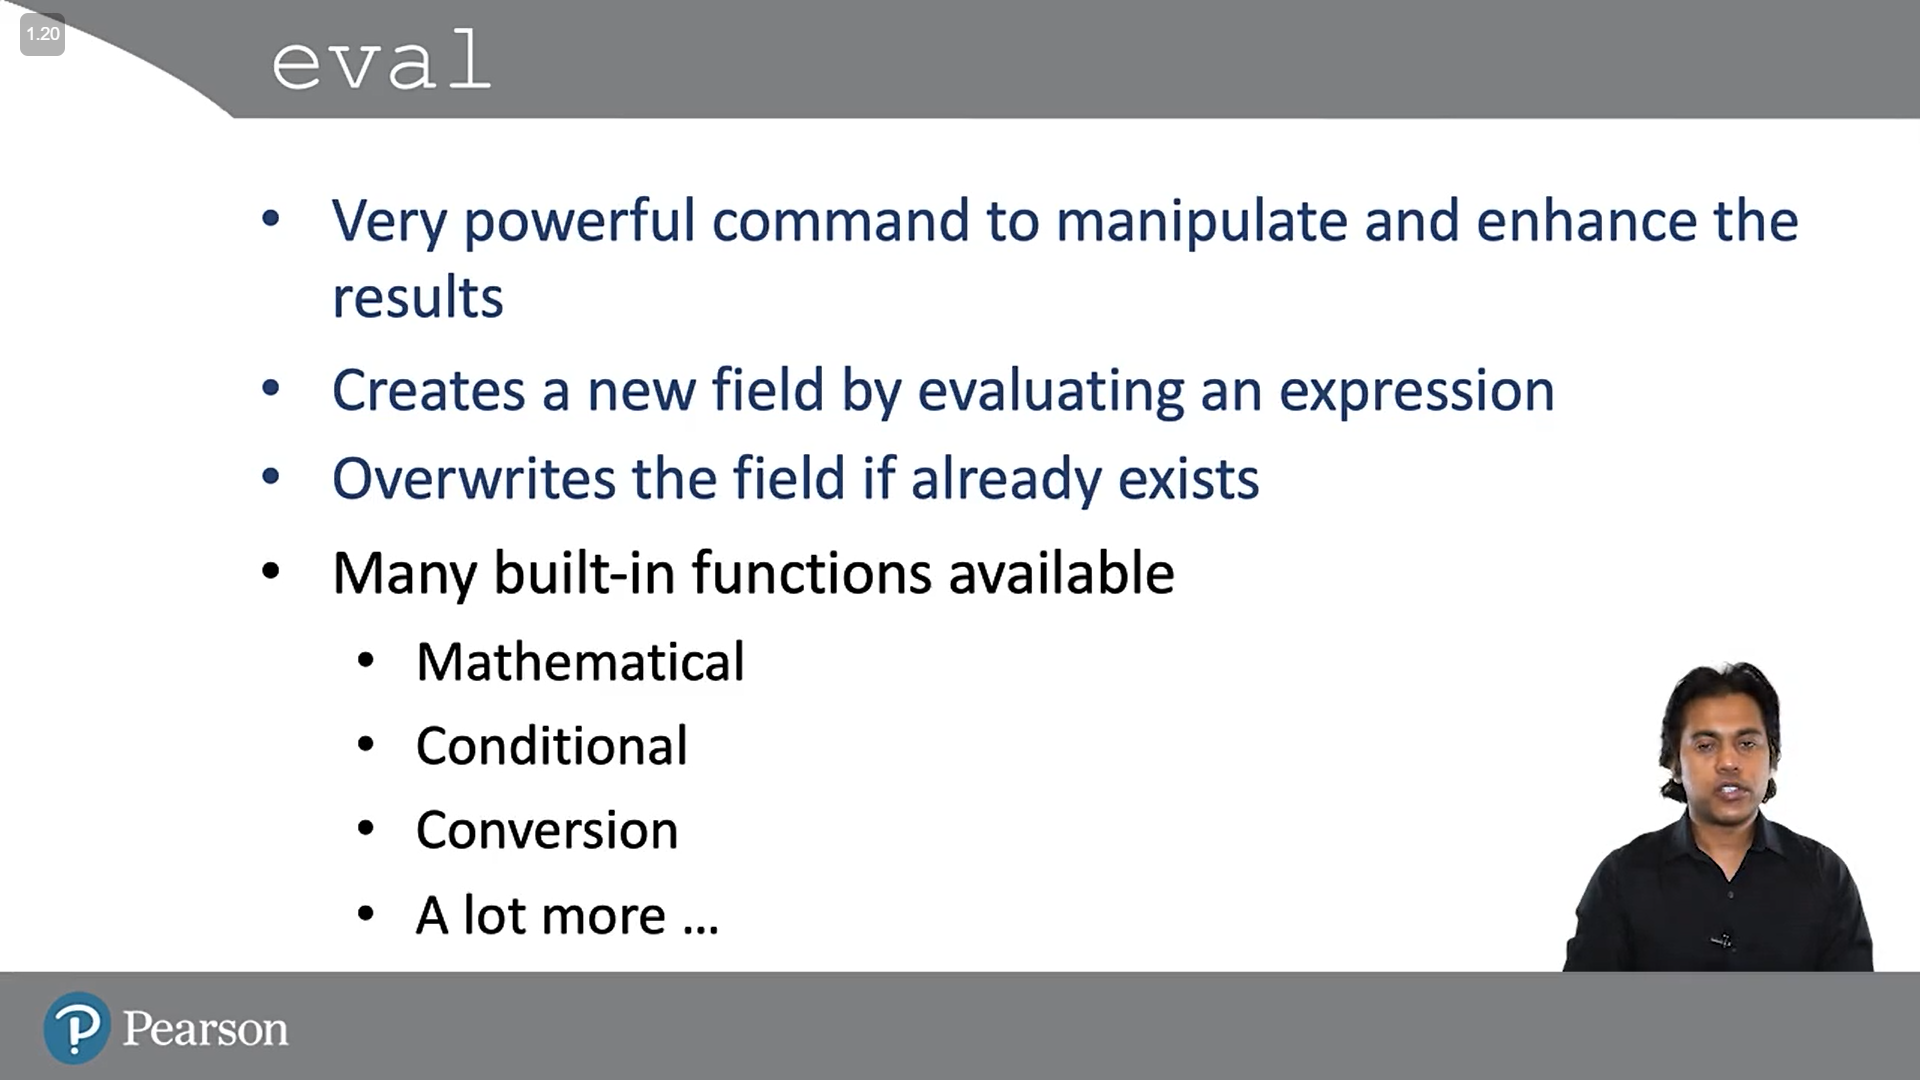 1.20
eval
• Very powerful command to manipulate and enhance the
results
• Creates a new field by evaluating an expression
• Overwrites the field if already exists
• Many built-in functions available
• Mathematical
• Conditional
• Conversion
• A lot more ...
Pearson